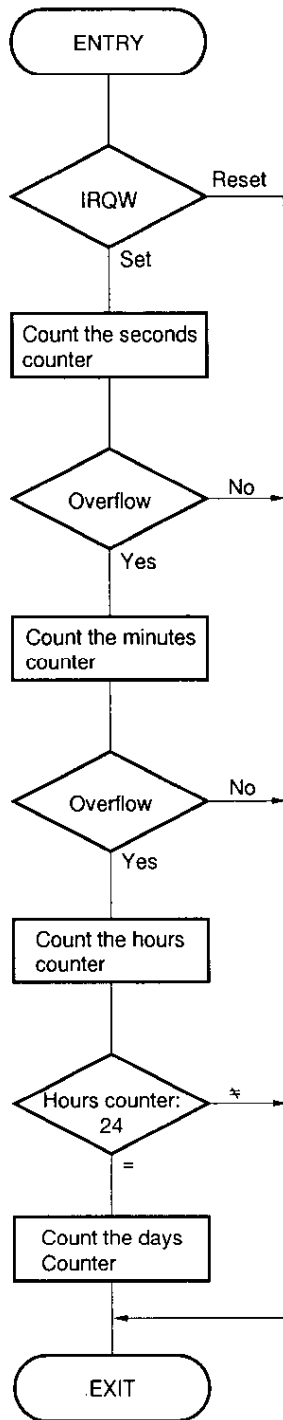 ENTRY
IRQW
Reset
Set
Count the seconds
counter
Overflow
No
Yes
Count the minutes
counter
Overflow
No
Yes
Count the hours
counter
Hours counter:
24
≠
=
Count the days
Counter
EXIT